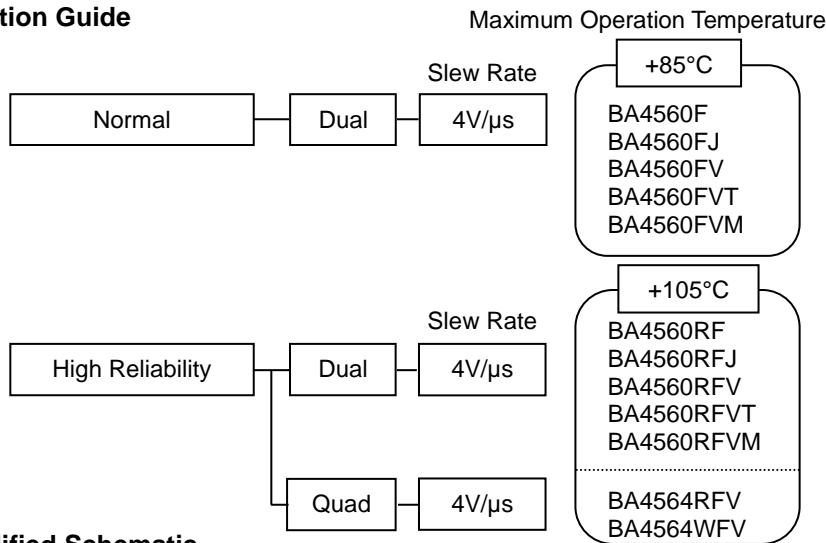 tion Guide
Maximum Operation Temperature
Slew Rate
+85°C
Normal
Dual
4V/µs
BA4560F
BA4560FJ
BA4560FV
BA4560FVT
BA4560FVM
+105°C
Slew Rate
High Reliability
Dual
4V/µs
BA4560RF
BA4560RFJ
BA4560RFV
BA4560RFVT
BA4560RFVM
Quad
4V/µs
BA4564RFV
BA4564WFV
lified Schematic